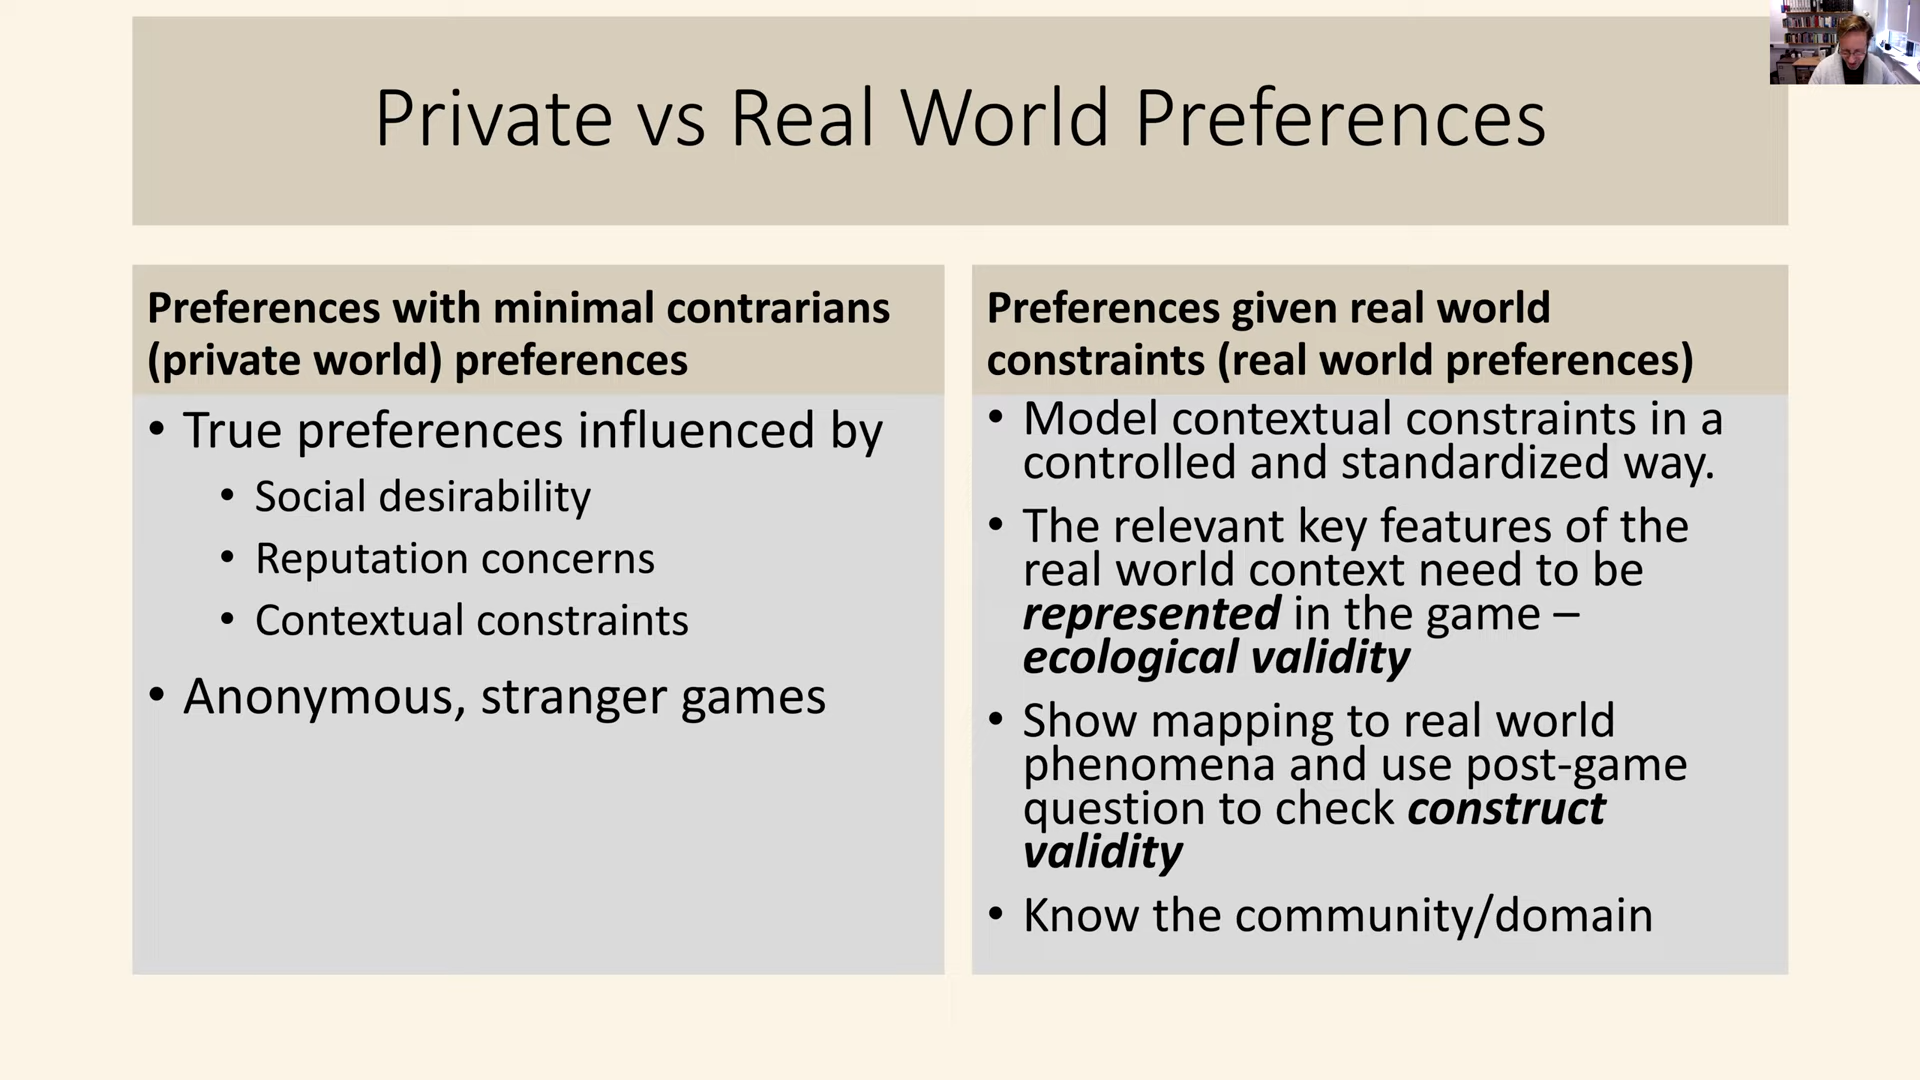 Private vs Real World Preferences
Preferences with minimal contrarians
(private world) preferences
• True preferences influenced by
• Social desirability
• Reputation concerns
• Contextual constraints
• Anonymous, stranger games
Preferences given real world
constraints (real world preferences)
• Model contextual constraints in a
controlled and standardized way.
• The relevant key features of the
real world context need to be
represented in the game –
ecological validity
• Show mapping to real world
phenomena and use post-game
question to check construct
validity
• Know the community/domain